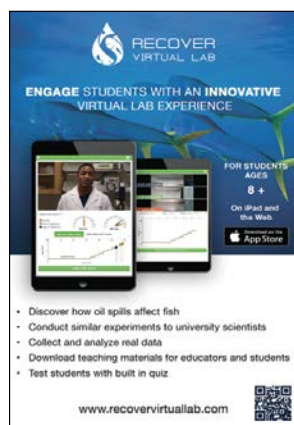 RECOVER
VIRTUAL LAB
ENGAGE STUDENTS WITH AN INNOVATIVE
VIRTUAL LAB EXPERIENCE
FOR STUDENTS
AGES
8 +
On iPad and
the Web
Download on the
App Store
• Discover how oil spills affect fish
• Conduct similar experiments to university scientists
• Collect and analyze real data
• Download teaching materials for educators and students
• Test students with built in quiz
www.recovervirtuallab.com